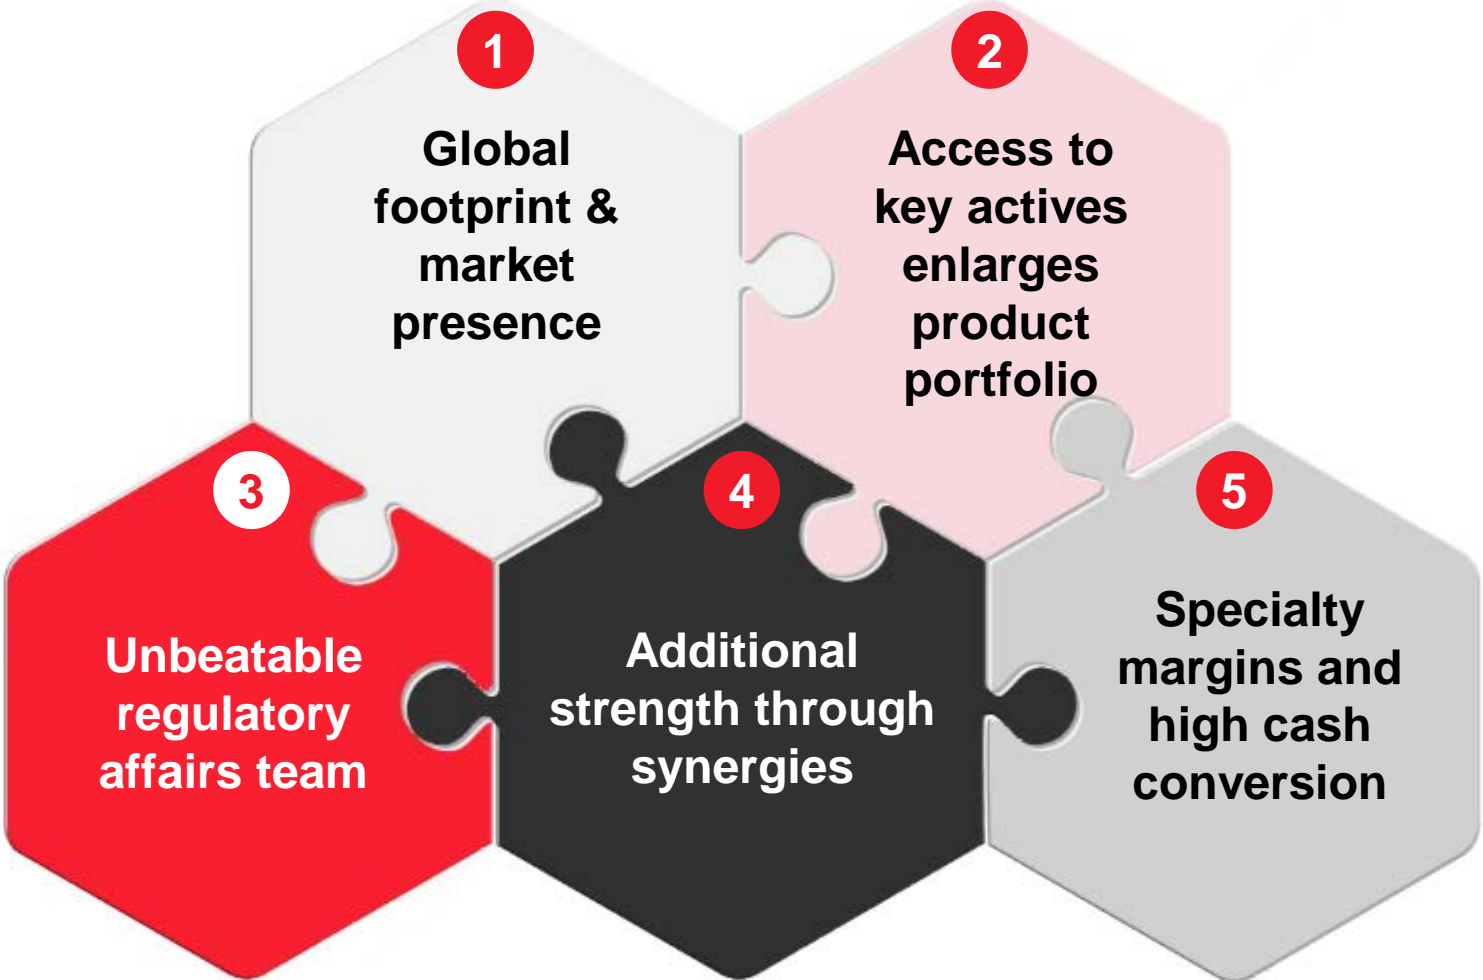 1
Global
footprint &
market
presence
2
Access to
key actives
enlarges
product
portfolio
3
Unbeatable
regulatory
affairs team
4
Additional
strength through
synergies
5
Specialty
margins and
high cash
conversion